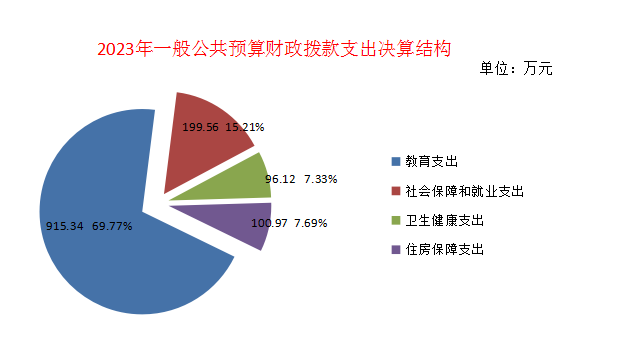 2023年一般公共预算财政拨款支出决算结构
单位：万元
199.56 15.21%
96.12 7.33%
100.97 7.69%
915.34 69.77%
教育支出
社会保障和就业支出
卫生健康支出
住房保障支出